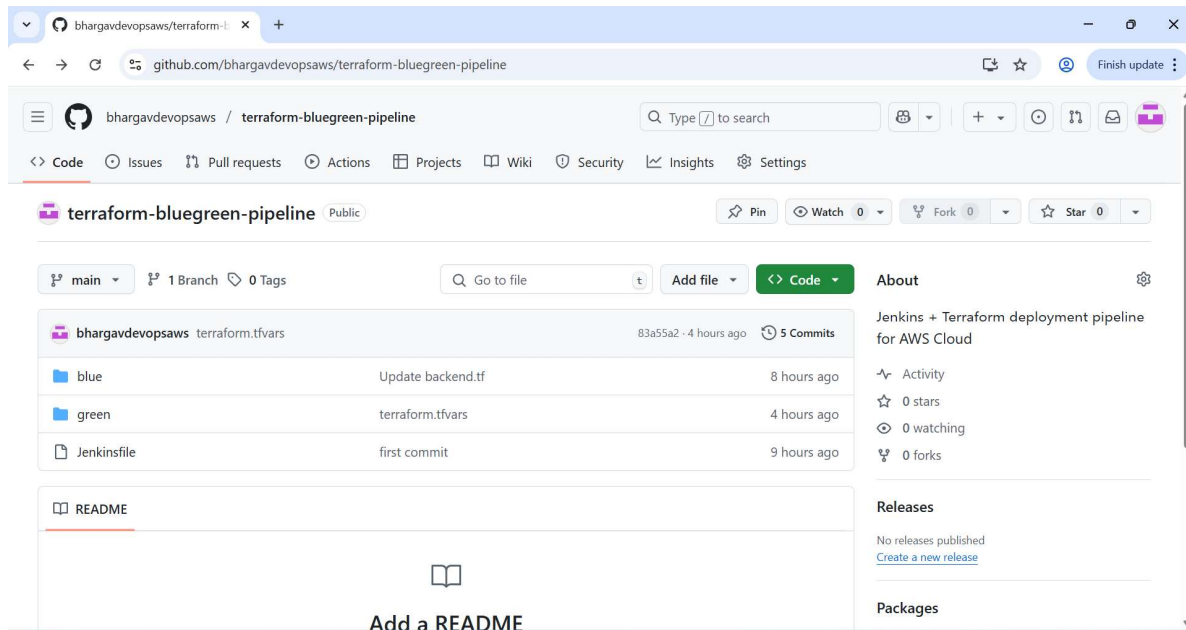 bhargavdevopsaws/terraform-b
github.com/bhargavdevopsaws/terraform-bluegreen-pipeline
Finish update
bhargavdevopsaws / terraform-bluegreen-pipeline
Type / to search
Code Issues Pull requests Actions Projects Wiki Security Insights Settings
terraform-bluegreen-pipeline Public
Pin Watch 0 Fork 0 Star 0
main 1 Branch 0 Tags
Go to file t
Add file Code
About
Jenkins + Terraform deployment pipeline
for AWS Cloud
bhargavdevopsaws terraform.tfvars 83a55a2 · 4 hours ago 5 Commits
blue Update backend.tf 8 hours ago
green terraform.tfvars 4 hours ago
Jenkinsfile first commit 9 hours ago
Activity
0 stars
0 watching
0 forks
README
Add a README
Releases
No releases published
Create a new release
Packages